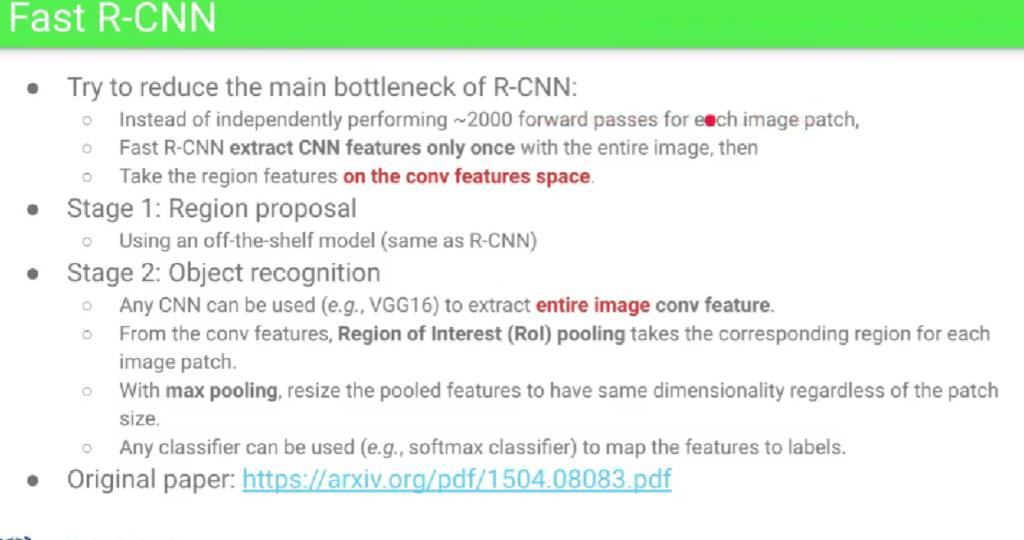 Fast R-CNN
● Try to reduce the main bottleneck of R-CNN:
○ Instead of independently performing ~2000 forward passes for each image patch,
○ Fast R-CNN extract CNN features only once with the entire image, then
○ Take the region features on the conv features space.
● Stage 1: Region proposal
○ Using an off-the-shelf model (same as R-CNN)
● Stage 2: Object recognition
○ Any CNN can be used (e.g., VGG16) to extract entire image conv feature.
○ From the conv features, Region of Interest (RoI) pooling takes the corresponding region for each
image patch.
○ With max pooling, resize the pooled features to have same dimensionality regardless of the patch
size.
○ Any classifier can be used (e.g., softmax classifier) to map the features to labels.
● Original paper: https://arxiv.org/pdf/1504.08083.pdf